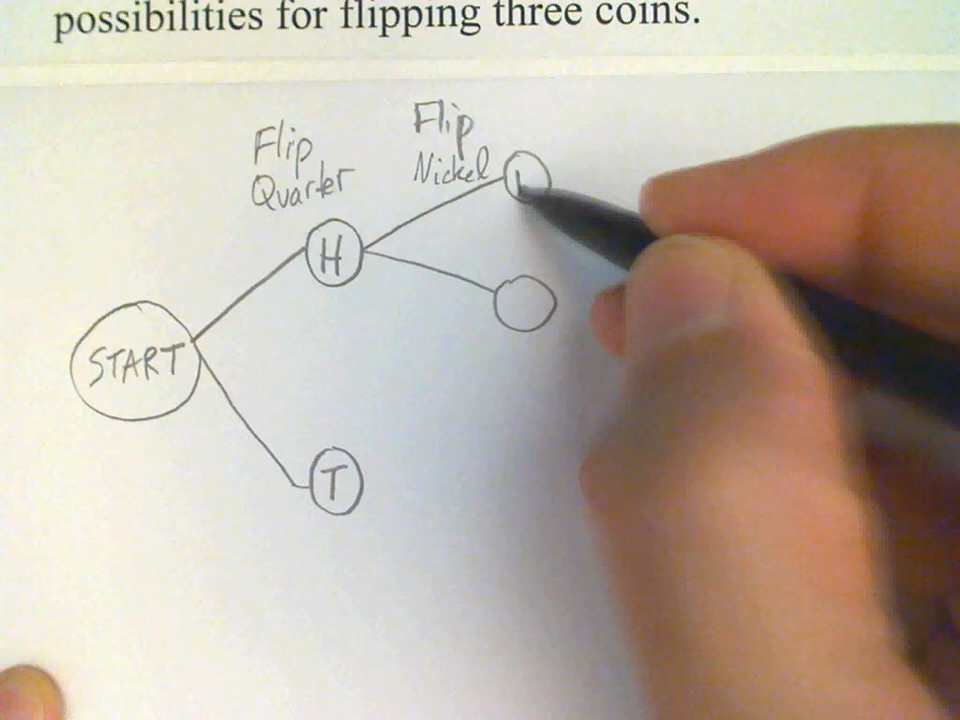 possibilities for flipping three coins.
Flip
Quarter
Flip
Nickel
H
START
T